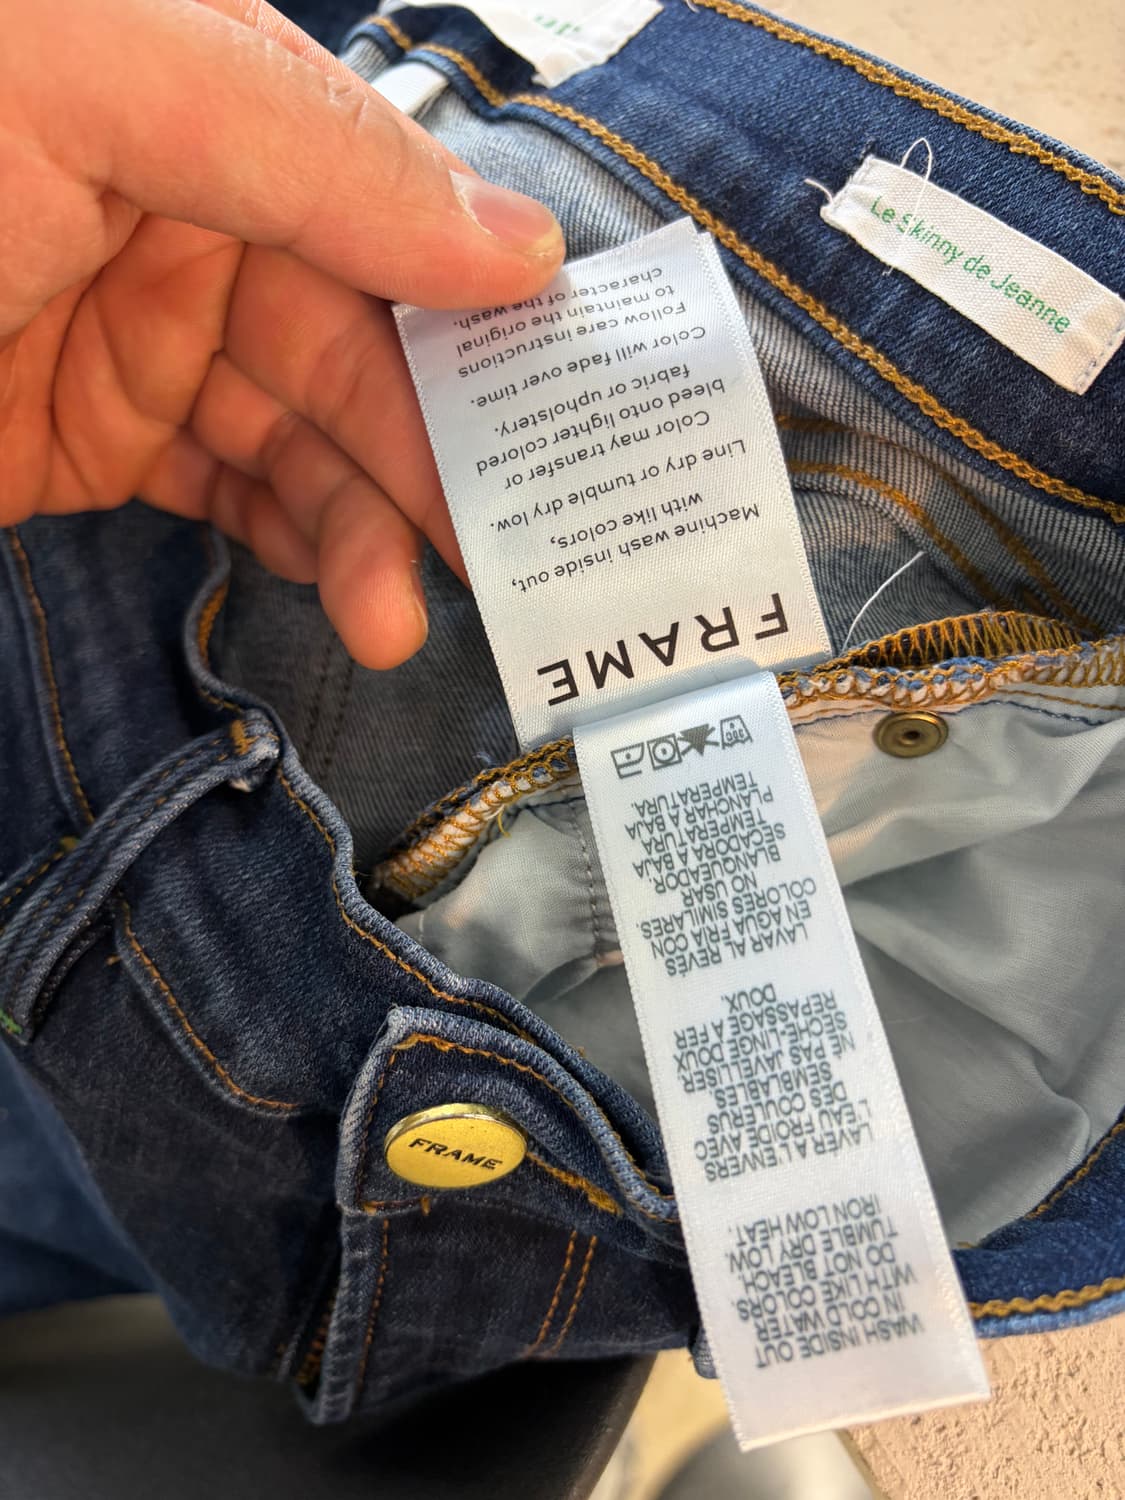 Le Skinny de Jeanne
FRAME
Machine wash inside out,
with like colors,
Line dry or tumble dry low.
Color may transfer or
bleed onto lighter colored
fabric or upholstery.
Color will fade over time.
Follow care instructions
to maintain the original
character of the wash.
WASH INSIDE OUT
IN COLD WATER
WITH LIKE COLORS.
DO NOT BLEACH.
TUMBLE DRY LOW.
IRON LOW HEAT.
LAVER A L'ENVERS
L'EAU FROIDE AVEC
DES COULERUS
SEMBLABLES.
NÉ PAS JAVELLISER
SÉCHE-LINGE DOUX
REPASSAGE A FER
DOUX.
LAVAR AL REVÉS
EN AGUA FRIA CON
COLORES SIMILARES.
NO USAR
BLANQUEADOR.
SECADORA A BAJA
TEMPERATURA
PLANCHAR A BAJA
TEMPERATURA.
30C
FRAME